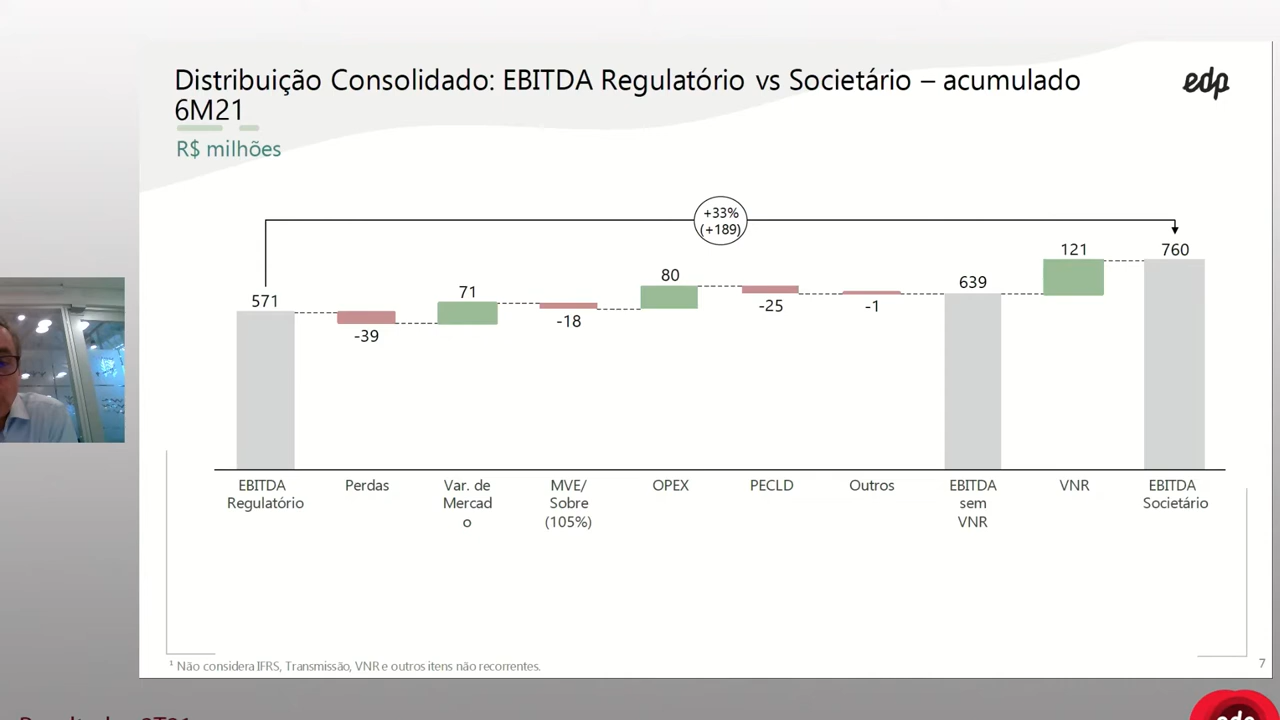 Distribuição Consolidado: EBITDA Regulatório vs Societário – acumulado
6M21
edp
R$ milhões
+33%
(+189)
571
-39
71
-18
80
-25
-1
639
121
760
EBITDA
Regulatório
Perdas
Var. de
Mercad
o
MVE/
Sobre
(105%)
OPEX
PECLD
Outros
EBITDA
sem
VNR
VNR
EBITDA
Societário
¹ Não considera IFRS, Transmissão, VNR e outros itens não recorrentes.
7
edp